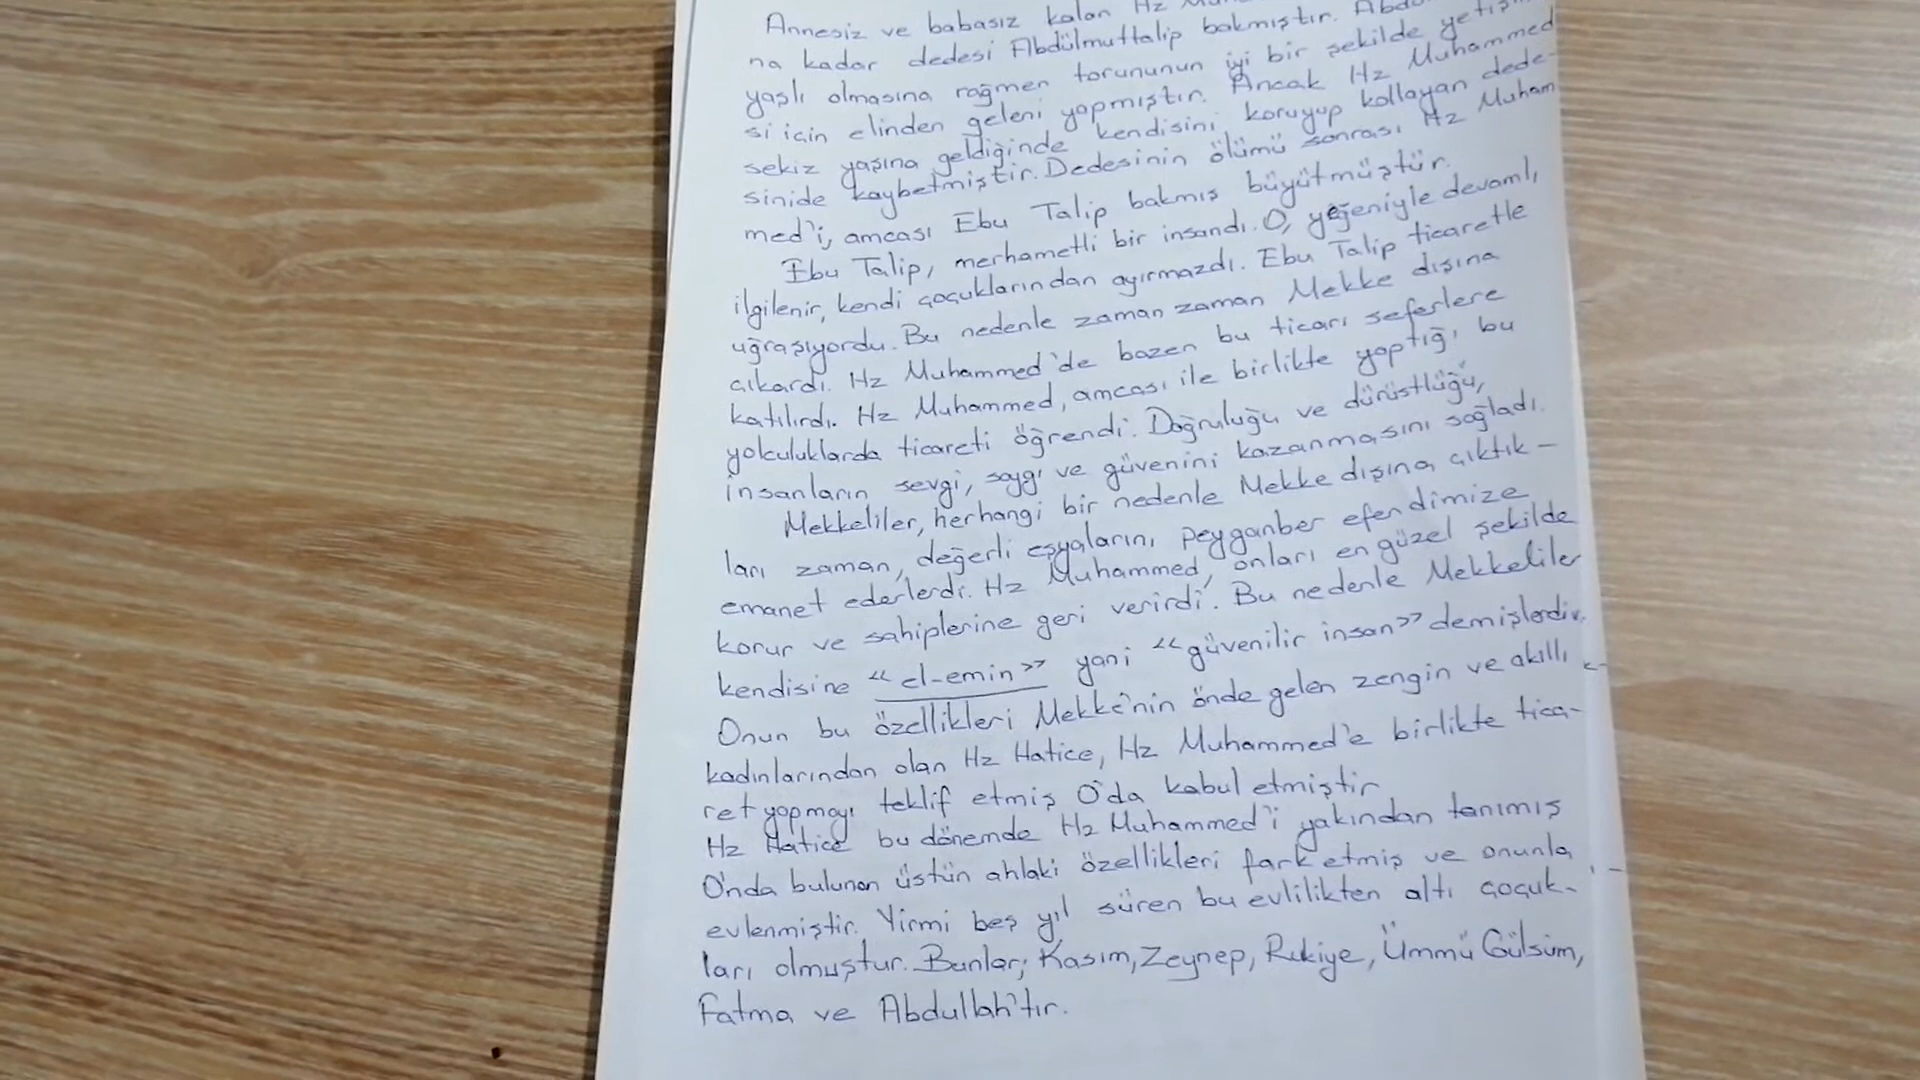 Annesiz ve babasız kalan Hz
na kadar dedesi Abdülmuttalip bakmıştır.
yaşlı olmasına rağmen torununun iyi bir şekilde
si için elinden geleni yapmıştır. Ancak Hz Muhammed
sekiz yaşına geldiğinde kendisini koruyup kollayan dede-
sinide kaybetmiştir. Dedesinin ölümü sonrası Hz Muham
med'i, amcası Ebu Talip bakmış büyütmüştür.
Ebu Talip, merhametli bir insandı. O, yeğeniyle devamlı,
ilgilenir, kendi çocuklarından ayırmazdı. Ebu Talip ticaretle
uğraşıyordu. Bu nedenle zaman zaman Mekke dışına
çıkardı. Hz Muhammed'de bazen bu ticarı seferlere
katılırdı. Hz Muhammed, amcası ile birlikte yaptığı bu
yolculuklarda ticareti öğrendi. Doğruluğu ve dürüstlüğü,
insanların sevgi, saygı ve güvenini kazanmasını sağladı.
Mekkeliler, herhangi bir nedenle Mekke dışına çıktık-
ları zaman, değerli eşyalarını peyganber efendimize
emanet ederlerdi. Hz Muhammed, onları en güzel şekilde
korur ve sahiplerine geri verirdi. Bu nedenle Mekkeliler
kendisine << el-emin >> yani << güvenilir insan >> demişlerdir.
Onun bu özellikleri Mekke'nin önde gelen zengin ve akıllı
kadınlarından olan Hz Hatice, Hz Muhammed'e birlikte tica-
ret yapmayı teklif etmiş O'da kabul etmiştir
Hz Hatice bu dönemde Hz Muhammed'i yakından tanımış
O'nda bulunan üstün ahlaki özellikleri fark etmiş ve onunla
evlenmiştir. Yirmi beş yıl süren bu evlilikten altı çocuk-
ları olmuştur. Bunlar; Kasım, Zeynep, Rukiye, Ümmü Gülsüm,
Fatma ve Abdullah'tır.